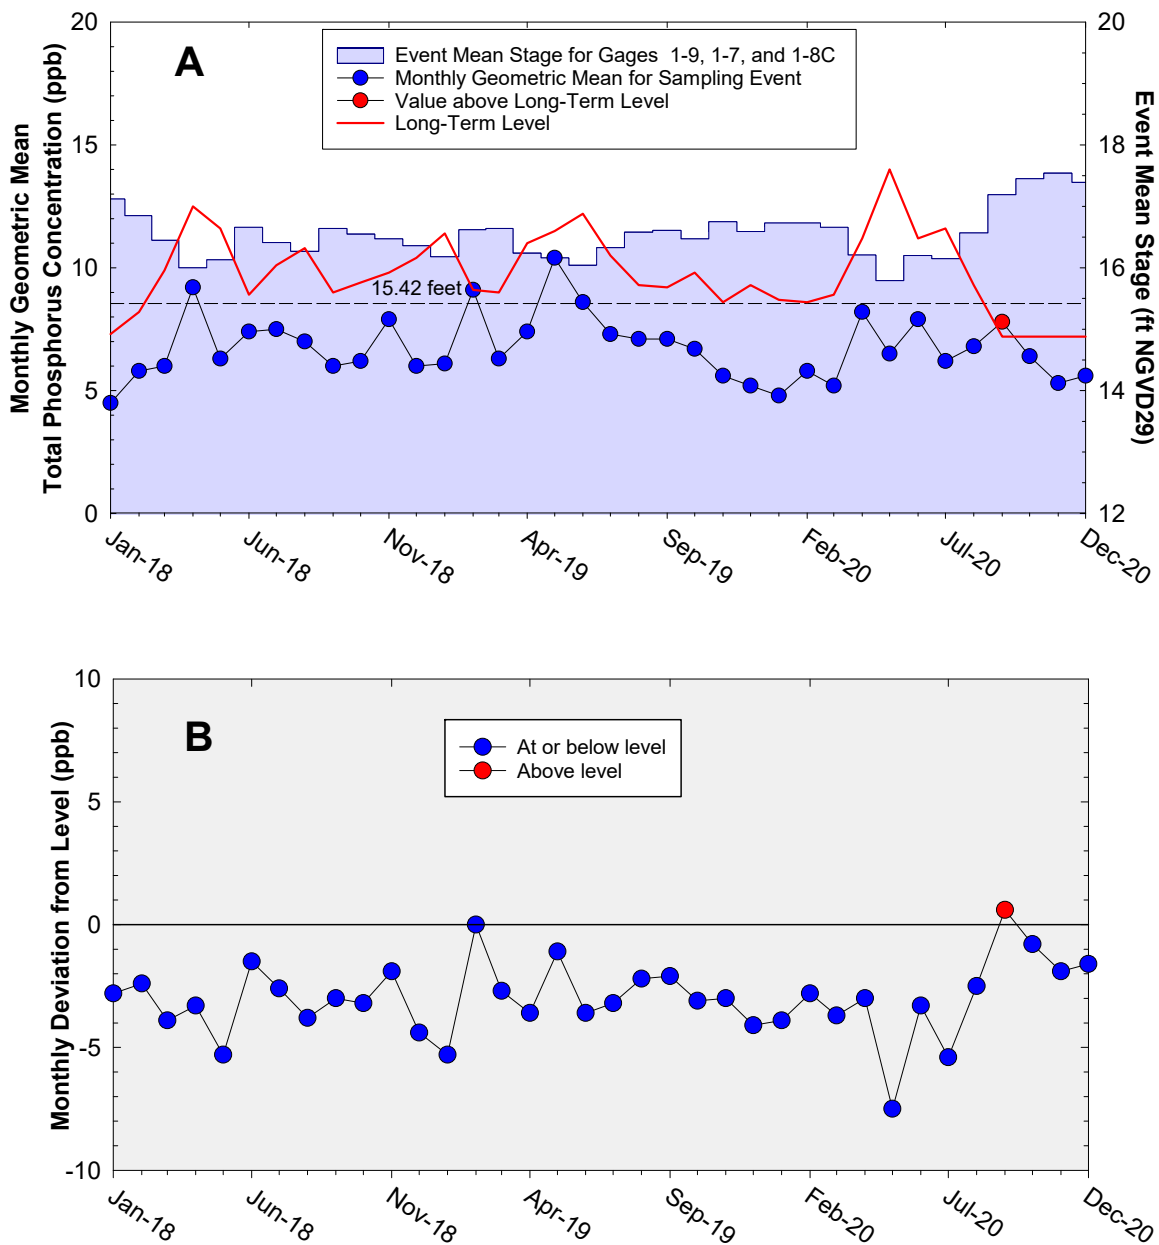 20
15
10
5
0
Monthly Geometric Mean
Total Phosphorus Concentration (ppb)
A
Event Mean Stage for Gages 1-9, 1-7, and 1-8C
Monthly Geometric Mean for Sampling Event
Value above Long-Term Level
Long-Term Level
15.42 feet
20
18
16
14
12
Event Mean Stage (ft NGVD29)
Jan-18
Jun-18
Nov-18
Apr-19
Sep-19
Feb-20
Jul-20
Dec-20
10
5
0
-5
-10
Monthly Deviation from Level (ppb)
B
At or below level
Above level
Jan-18
Jun-18
Nov-18
Apr-19
Sep-19
Feb-20
Jul-20
Dec-20